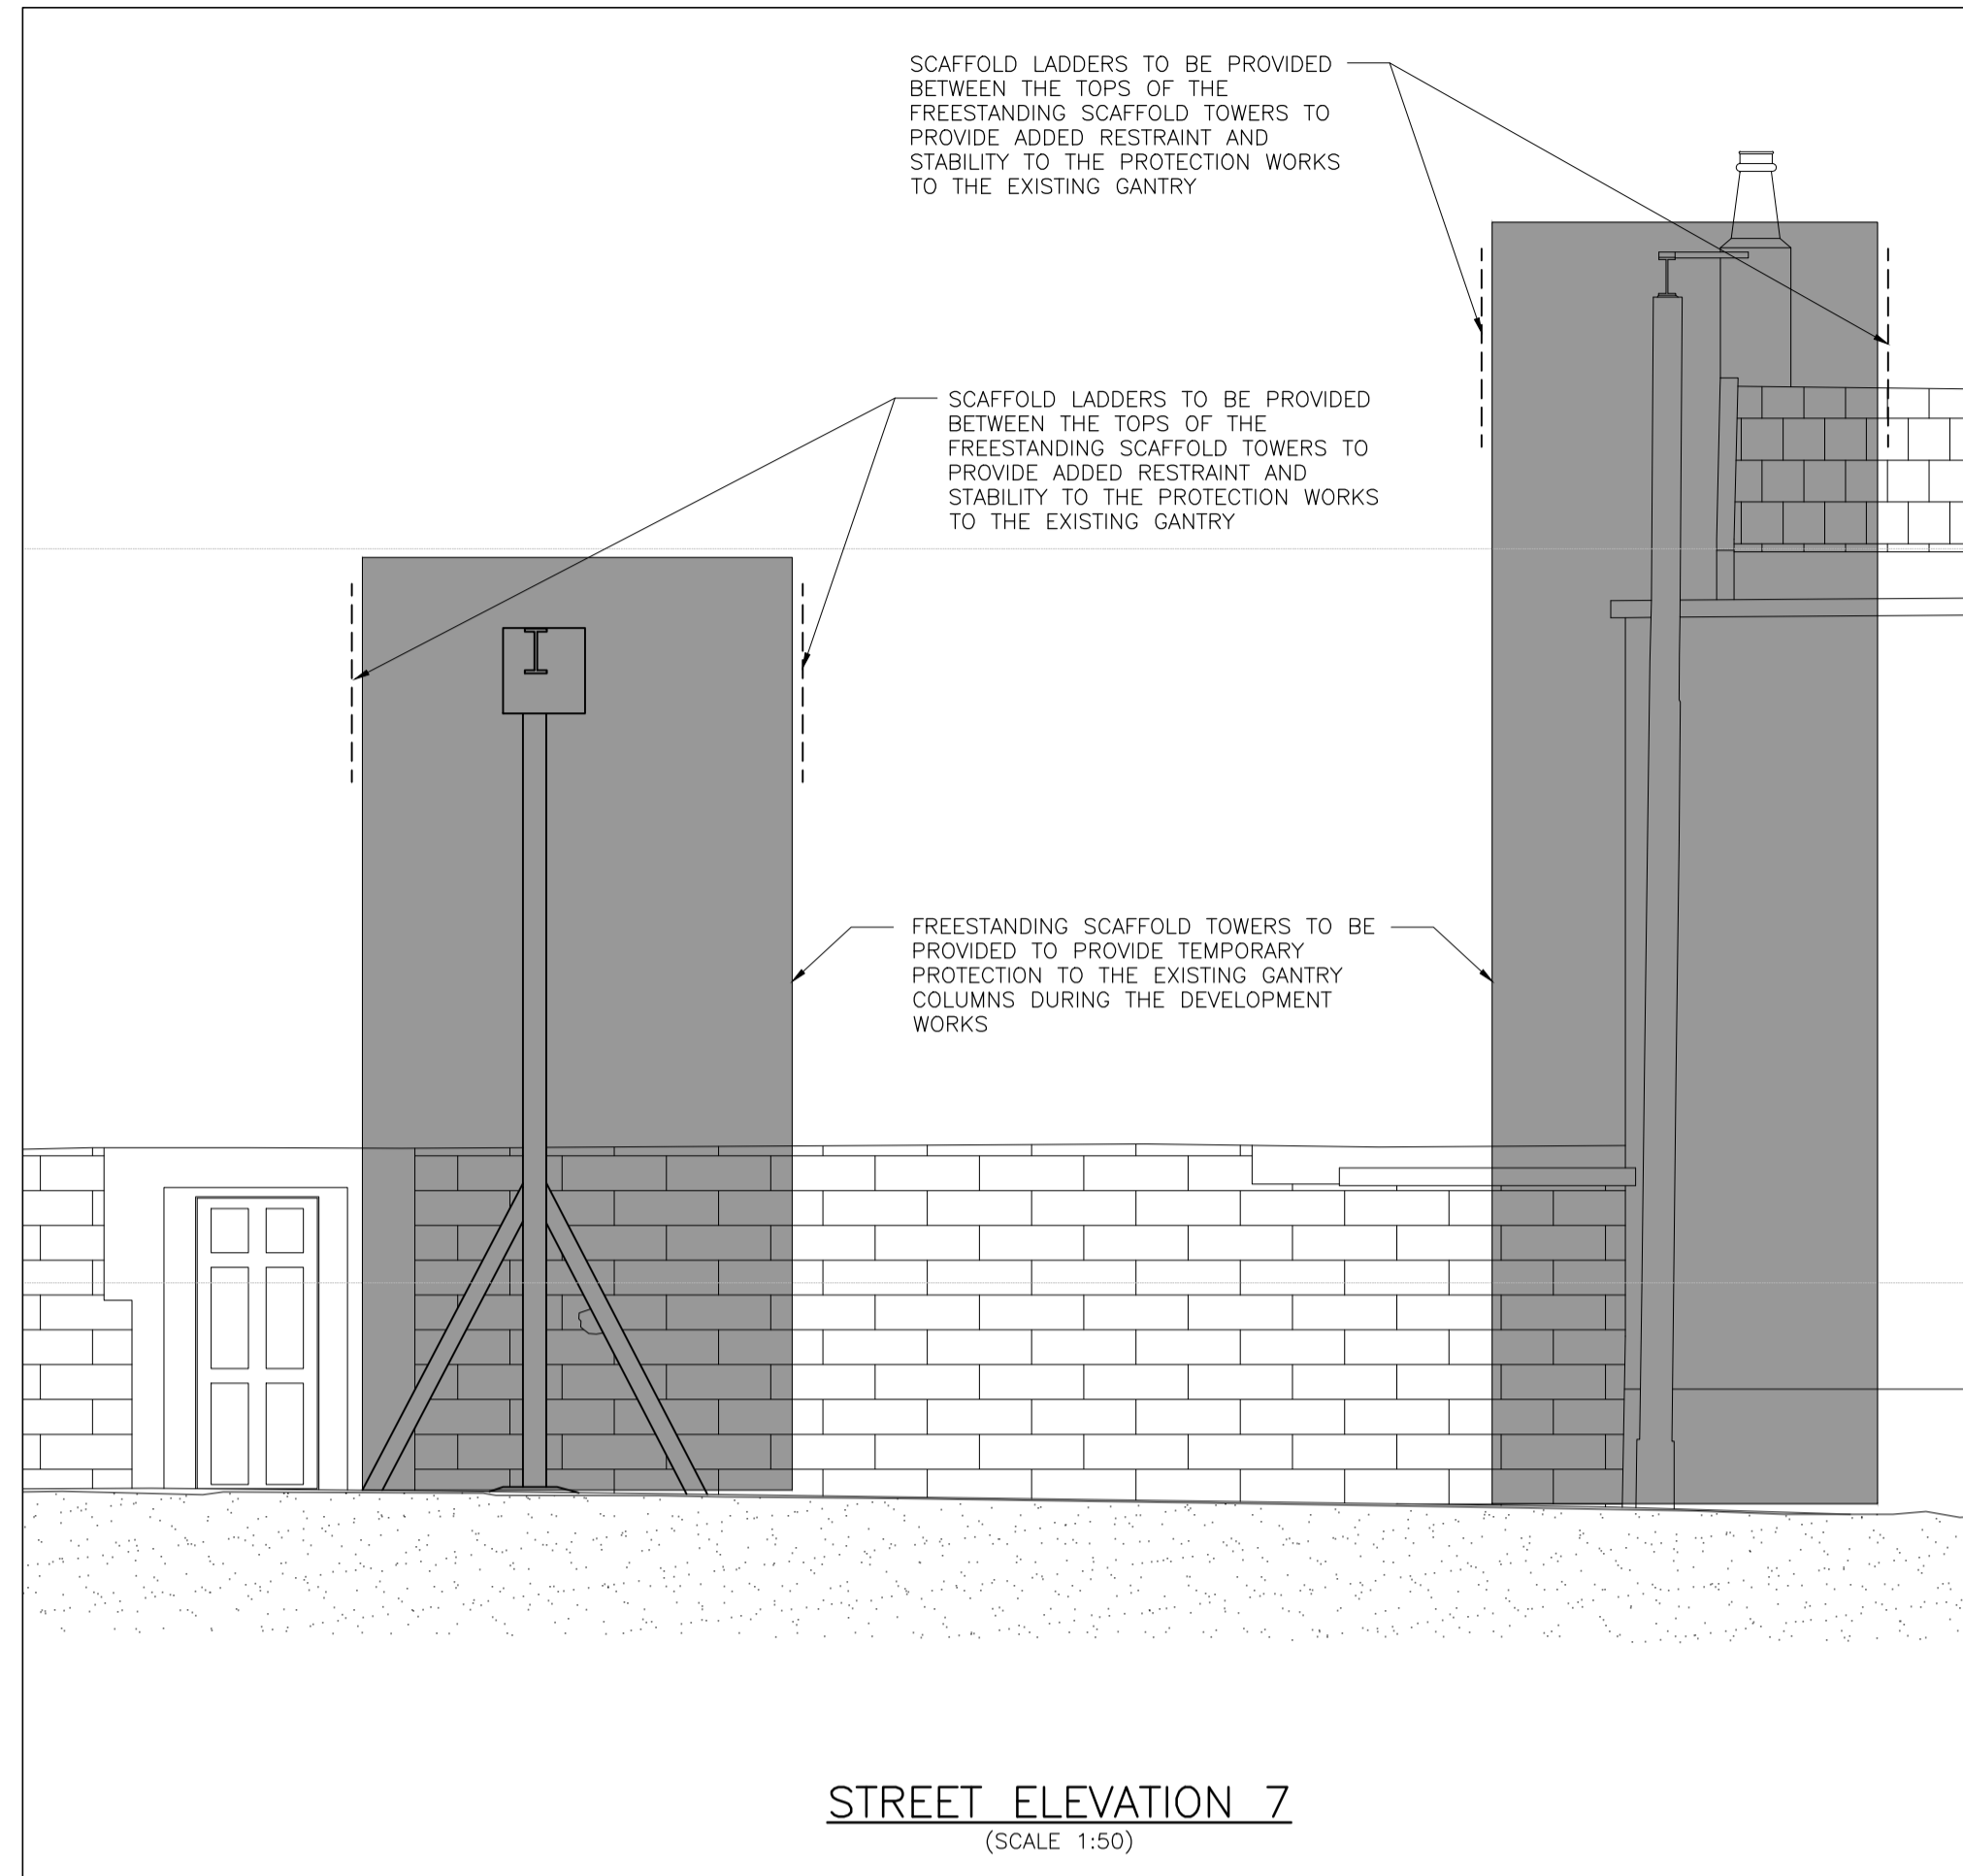 SCAFFOLD LADDERS TO BE PROVIDED
BETWEEN THE TOPS OF THE
FREESTANDING SCAFFOLD TOWERS TO
PROVIDE ADDED RESTRAINT AND
STABILITY TO THE PROTECTION WORKS
TO THE EXISTING GANTRY
SCAFFOLD LADDERS TO BE PROVIDED
BETWEEN THE TOPS OF THE
FREESTANDING SCAFFOLD TOWERS TO
PROVIDE ADDED RESTRAINT AND
STABILITY TO THE PROTECTION WORKS
TO THE EXISTING GANTRY
FREESTANDING SCAFFOLD TOWERS TO BE
PROVIDED TO PROVIDE TEMPORARY
PROTECTION TO THE EXISTING GANTRY
COLUMNS DURING THE DEVELOPMENT
WORKS
STREET ELEVATION 7
(SCALE 1:50)